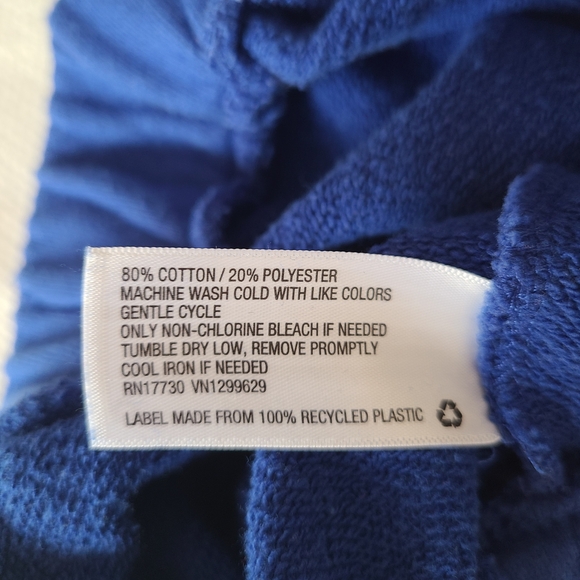 80% COTTON / 20% POLYESTER
MACHINE WASH COLD WITH LIKE COLORS
GENTLE CYCLE
ONLY NON-CHLORINE BLEACH IF NEEDED
TUMBLE DRY LOW, REMOVE PROMPTLY
COOL IRON IF NEEDED
RN17730 VN1299629
LABEL MADE FROM 100% RECYCLED PLASTIC